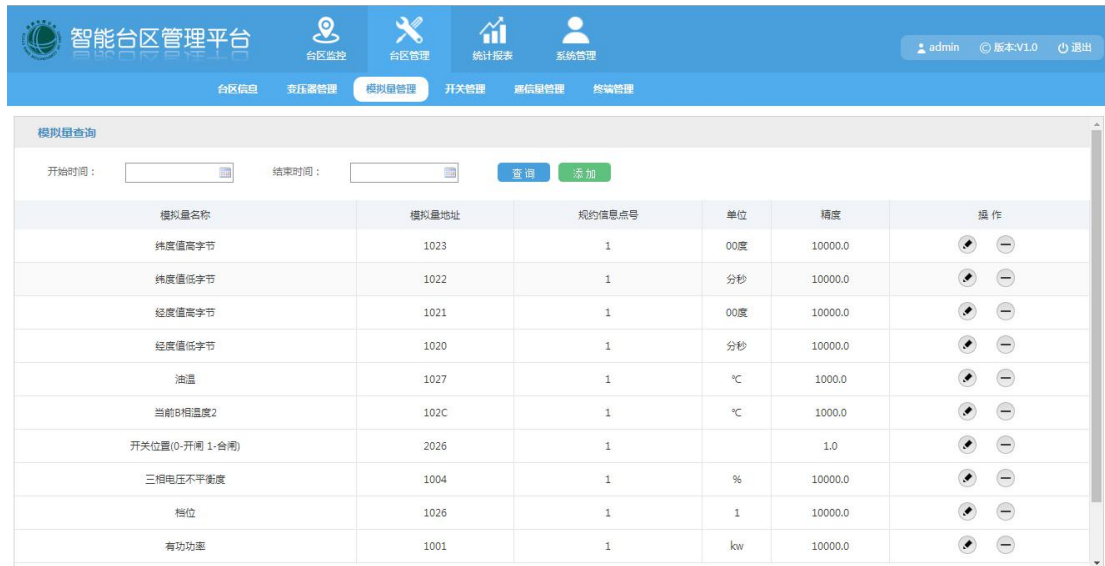 智能台区管理平台
台区监控 台区管理 统计报表 系统管理
admin 版本:V1.0 退出
台区信息 变压器管理 模拟量管理 开关管理 遥信量管理 终端管理
模拟量查询
开始时间： 结束时间： 查询 添加
模拟量名称 模拟量地址 规约信息点号 单位 精度 操作
纬度值高字节 1023 1 00度 10000.0
纬度值低字节 1022 1 分秒 10000.0
经度值高字节 1021 1 00度 10000.0
经度值低字节 1020 1 分秒 10000.0
油温 1027 1 ℃ 1000.0
当前B相温度2 102C 1 ℃ 1000.0
开关位置(0-开闸 1-合闸) 2026 1 1.0
三相电压不平衡度 1004 1 % 10000.0
档位 1026 1 1 10000.0
有功功率 1001 1 kw 10000.0